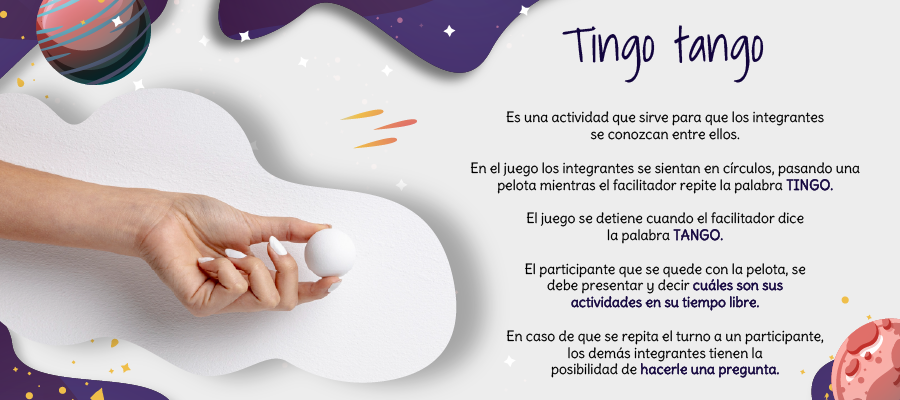 Tingo tango
Es una actividad que sirve para que los integrantes
se conozcan entre ellos.
En el juego los integrantes se sientan en círculos, pasando una
pelota mientras el facilitador repite la palabra TINGO.
El juego se detiene cuando el facilitador dice
la palabra TANGO.
El participante que se quede con la pelota, se
debe presentar y decir cuáles son sus
actividades en su tiempo libre.
En caso de que se repita el turno a un participante,
los demás integrantes tienen la
posibilidad de hacerle una pregunta.